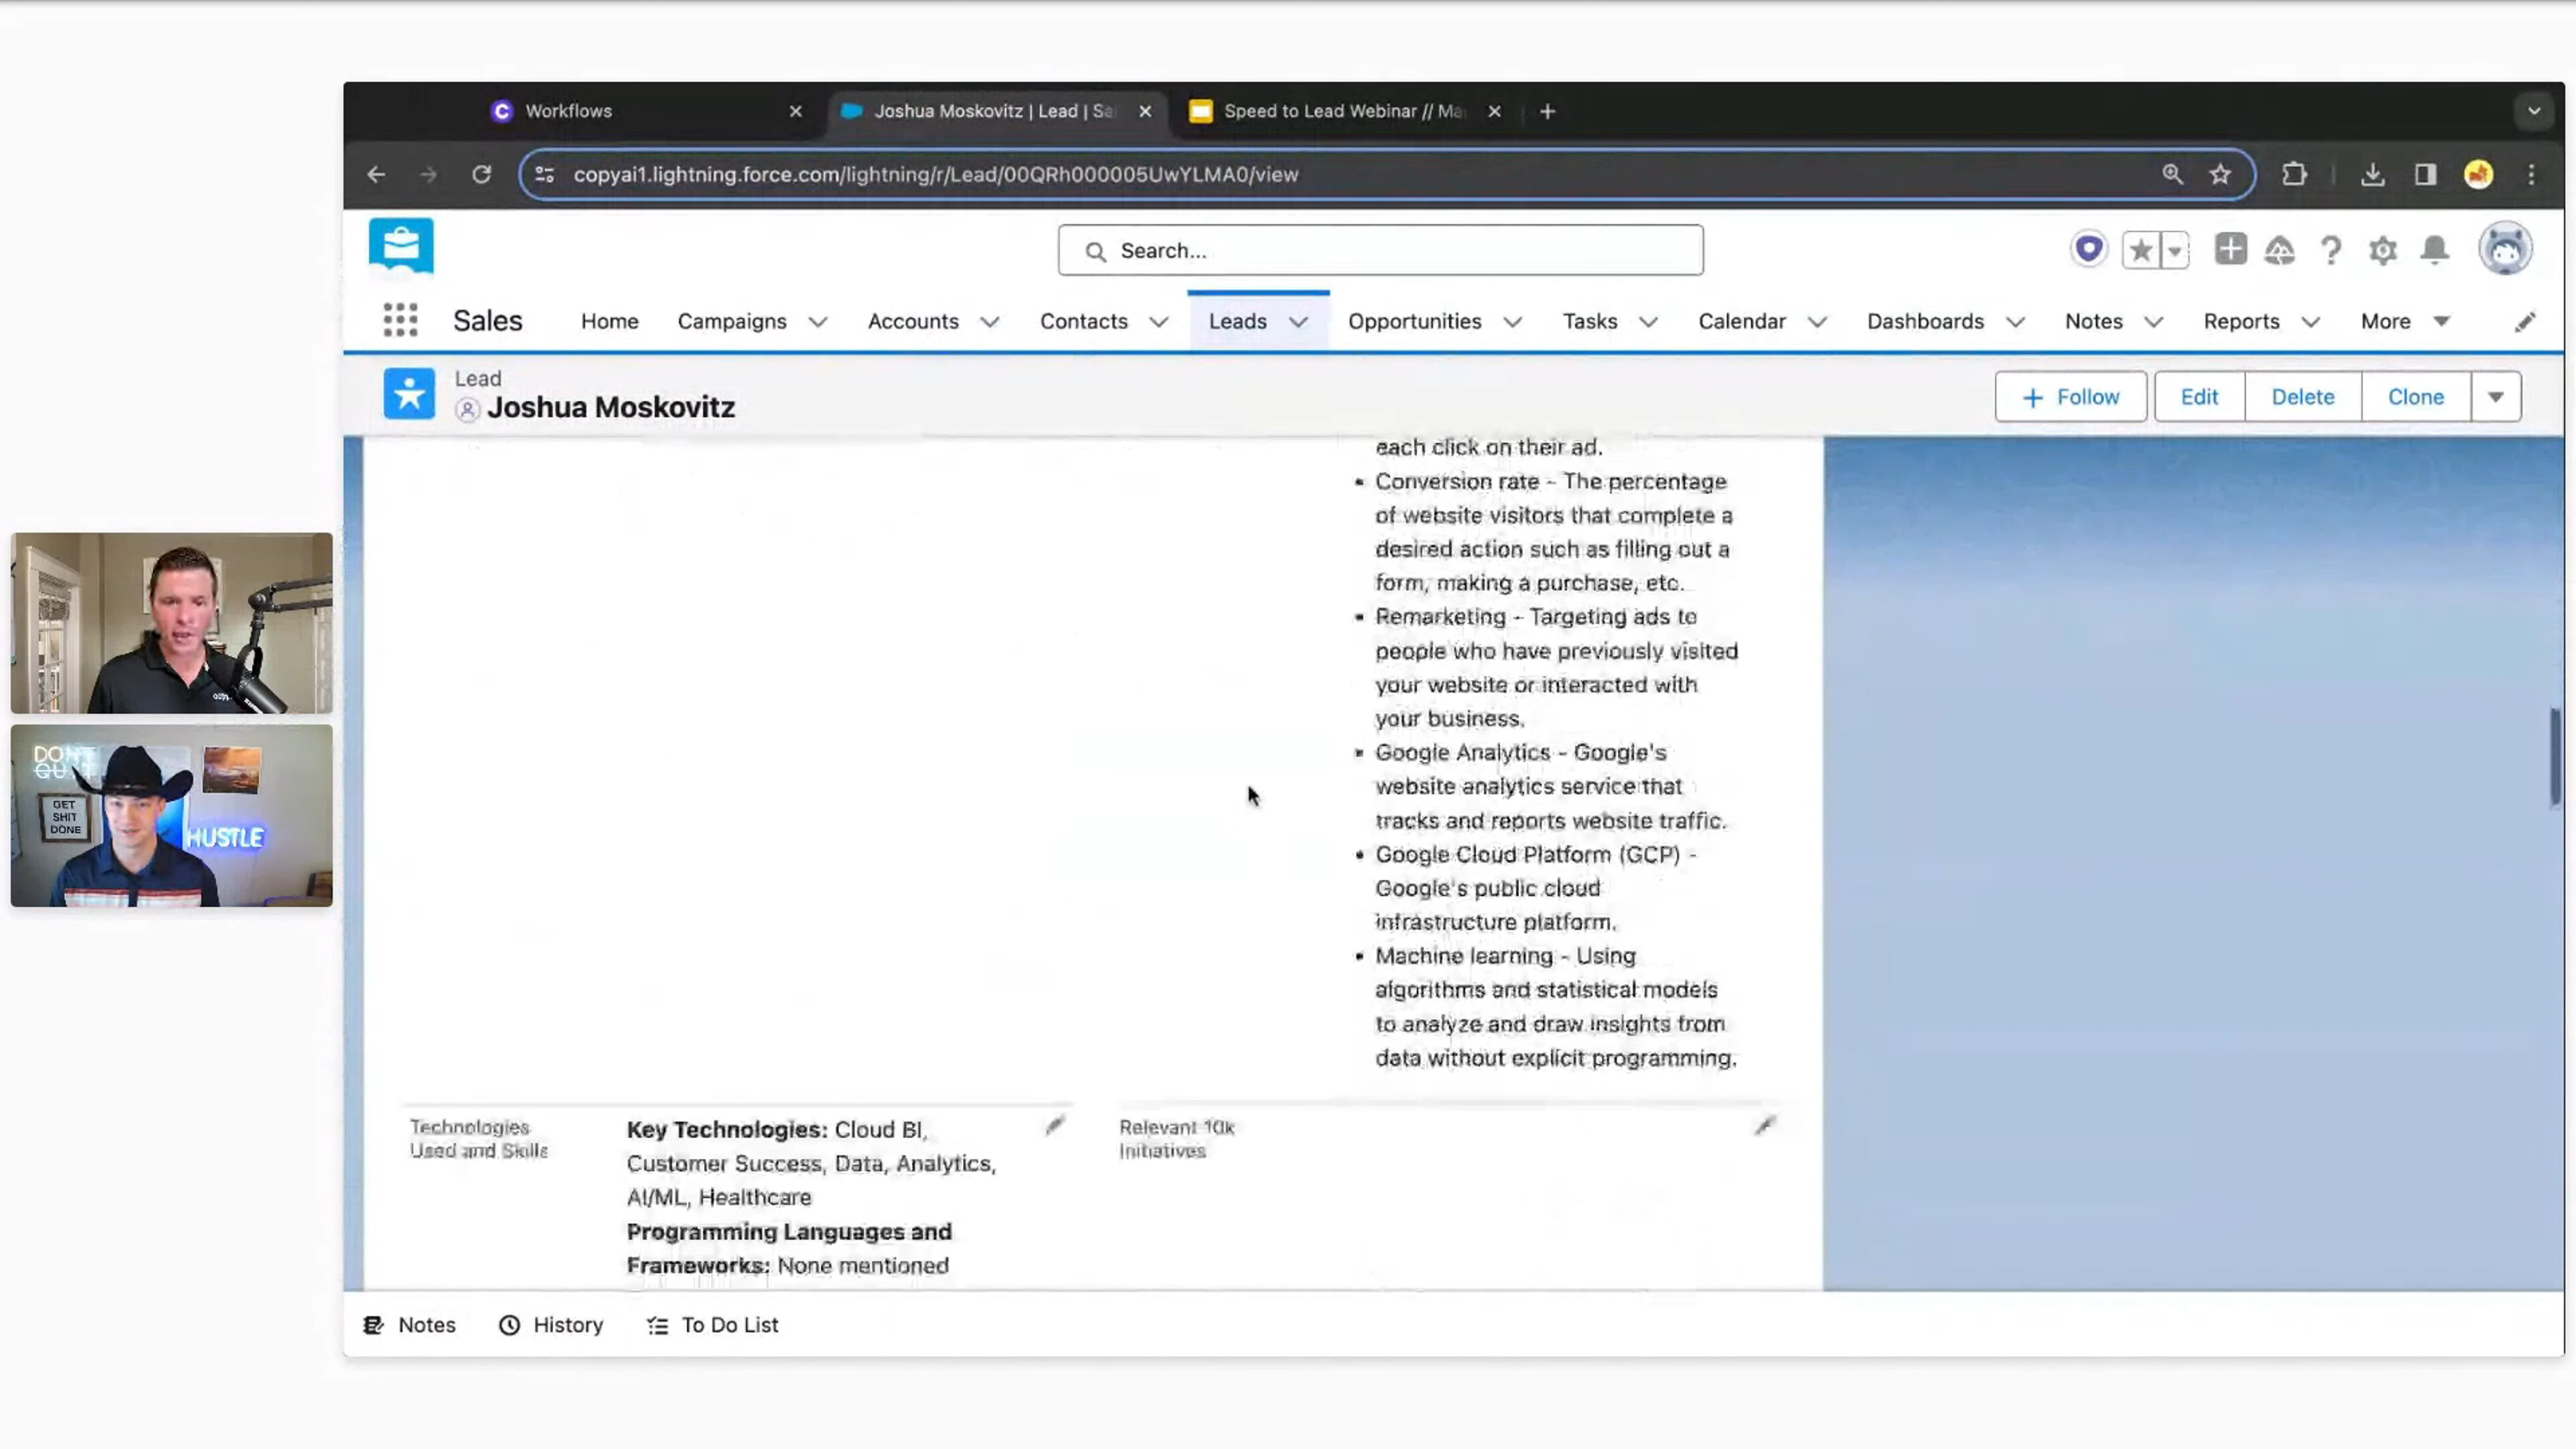 Workflows
Joshua Moskovitz | Lead | Sa
Speed to Lead Webinar // Ma
copyai1.lightning.force.com/lightning/r/Lead/00QRh000005UwYLMA0/view
Search...
Sales
Home
Campaigns
Accounts
Contacts
Leads
Opportunities
Tasks
Calendar
Dashboards
Notes
Reports
More
Lead
Joshua Moskovitz
Follow
Edit
Delete
Clone
each click on their ad.
• Conversion rate - The percentage
of website visitors that complete a
desired action such as filling out a
form, making a purchase, etc.
• Remarketing - Targeting ads to
people who have previously visited
your website or interacted with
your business.
• Google Analytics - Google's
website analytics service that
tracks and reports website traffic.
• Google Cloud Platform (GCP) -
Google's public cloud
infrastructure platform.
• Machine learning - Using
algorithms and statistical models
to analyze and draw insights from
data without explicit programming.
Technologies
Used and Skills
Key Technologies: Cloud BI,
Customer Success, Data, Analytics,
AI/ML, Healthcare
Programming Languages and
Frameworks: None mentioned
Relevant 10k
Initiatives
Notes
History
To Do List
GET
SHIT
DONE
HUSTLE